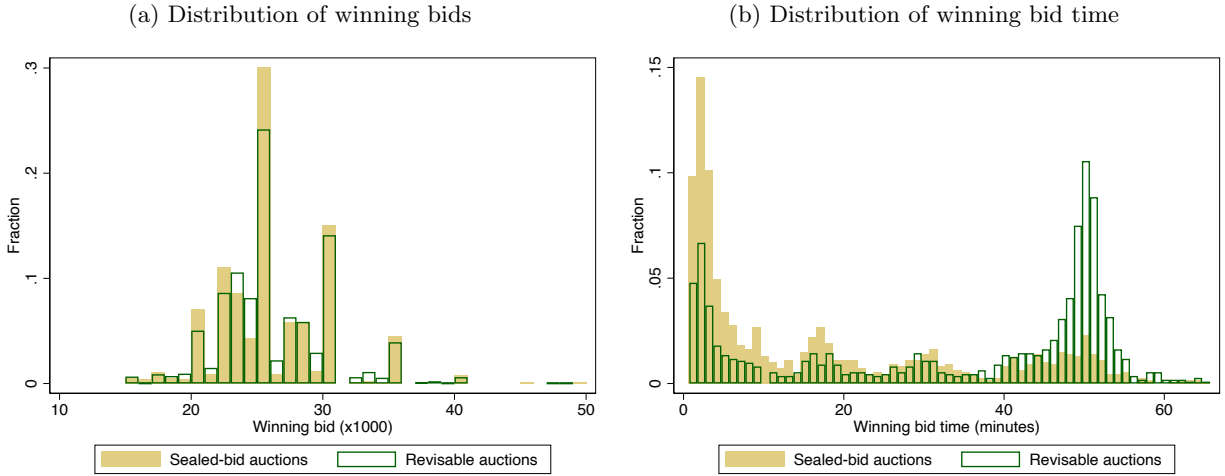 (a) Distribution of winning bids
.3
.2
.1
0
Fraction
10 20 30 40 50
Winning bid (x1000)
Sealed-bid auctions Revisable auctions
(b) Distribution of winning bid time
.15
.1
.05
0
Fraction
0 20 40 60
Winning bid time (minutes)
Sealed-bid auctions Revisable auctions